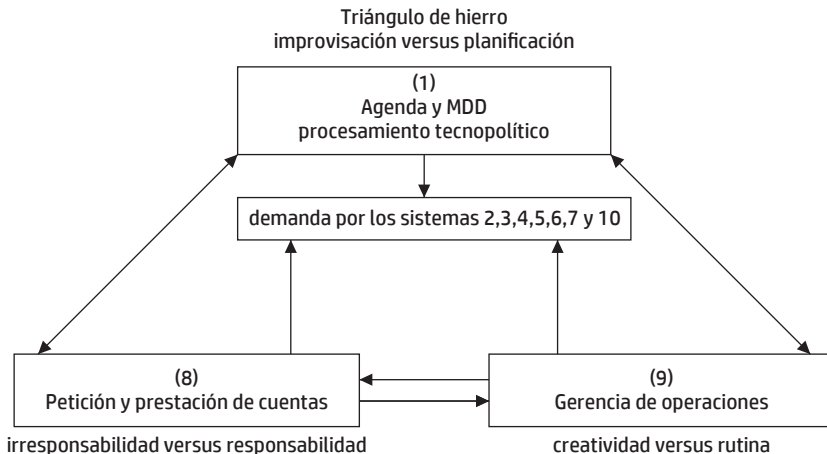 Triángulo de hierro
improvisación versus planificación
(1)
Agenda y MDD
procesamiento tecnopolítico
demanda por los sistemas 2,3,4,5,6,7 y 10
(8)
Petición y prestación de cuentas
(9)
Gerencia de operaciones
irresponsabilidad versus responsabilidad
creatividad versus rutina